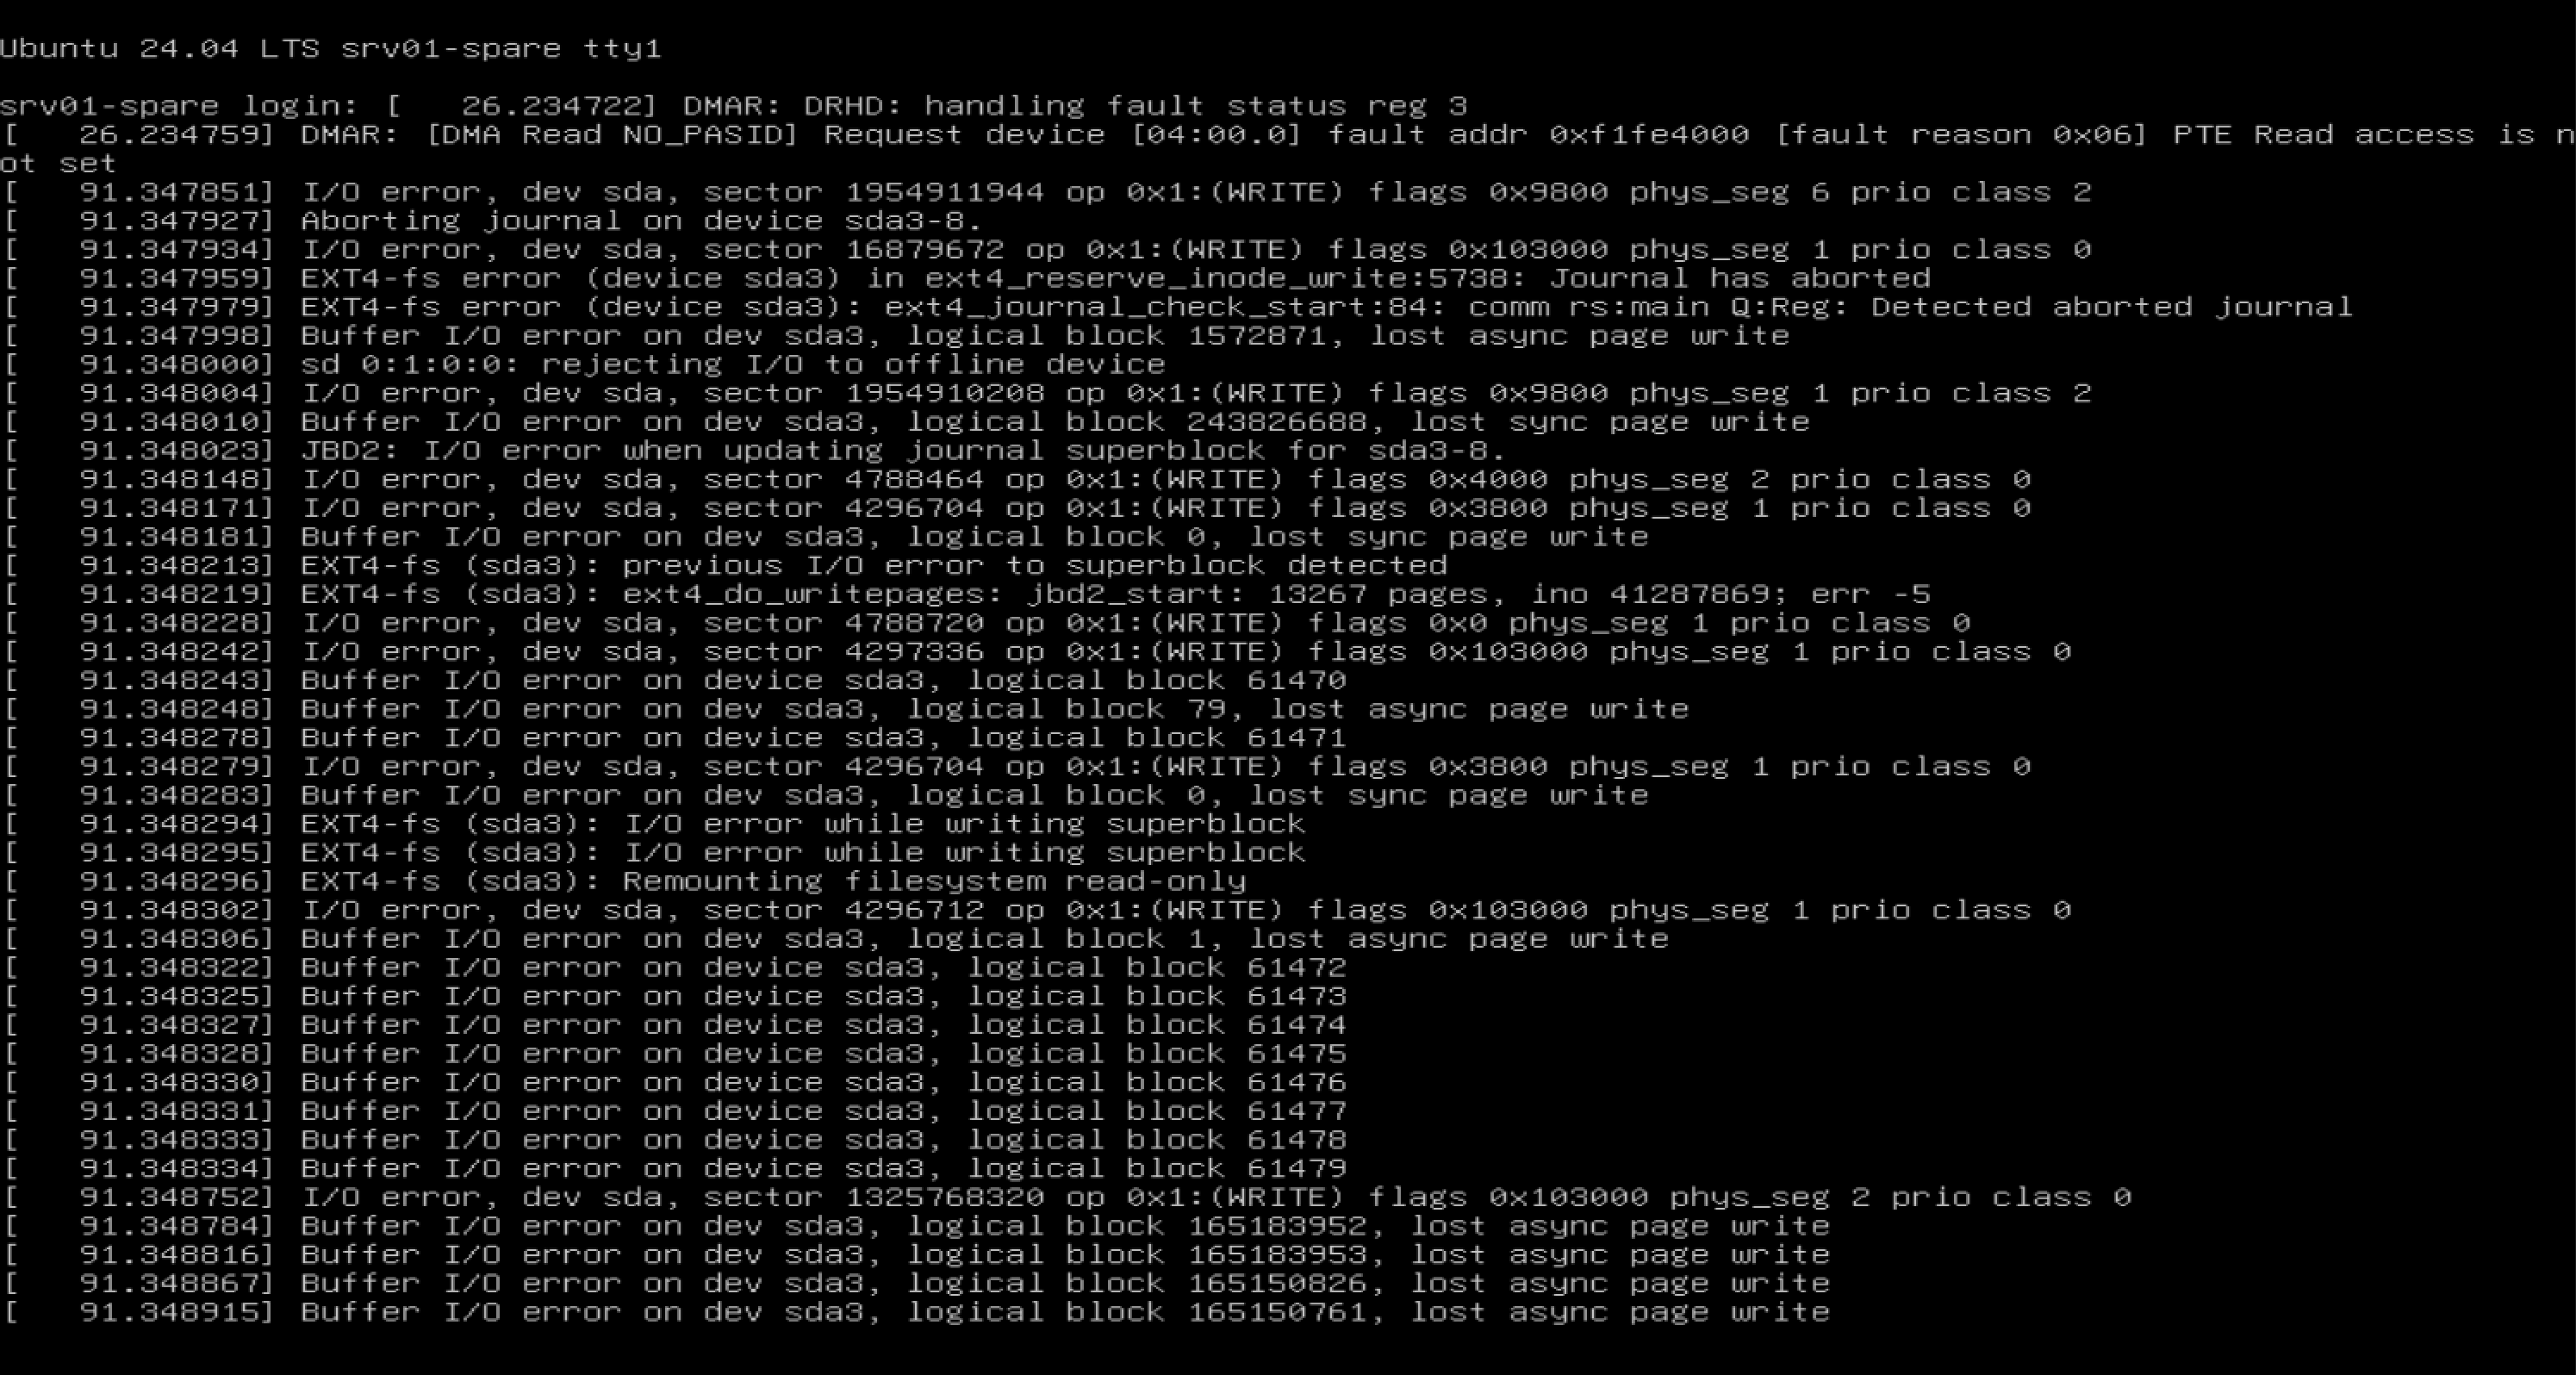 Ubuntu 24.04 LTS srv01-spare tty1
srv01-spare login: [   26.234722] DMAR: DRHD: handling fault status reg 3
[   26.234759] DMAR: [DMA Read NO_PASID] Request device [04:00.0] fault addr 0xf1fe4000 [fault reason 0x06] PTE Read access is n
ot set
[   91.347851] I/O error, dev sda, sector 1954911944 op 0x1:(WRITE) flags 0x9800 phys_seg 6 prio class 2
[   91.347927] Aborting journal on device sda3-8.
[   91.347934] I/O error, dev sda, sector 16879672 op 0x1:(WRITE) flags 0x103000 phys_seg 1 prio class 0
[   91.347959] EXT4-fs error (device sda3) in ext4_reserve_inode_write:5738: Journal has aborted
[   91.347979] EXT4-fs error (device sda3): ext4_journal_check_start:84: comm rs:main Q:Reg: Detected aborted journal
[   91.347998] Buffer I/O error on dev sda3, logical block 1572871, lost async page write
[   91.348000] sd 0:1:0:0: rejecting I/O to offline device
[   91.348004] I/O error, dev sda, sector 1954910208 op 0x1:(WRITE) flags 0x9800 phys_seg 1 prio class 2
[   91.348010] Buffer I/O error on dev sda3, logical block 243826688, lost sync page write
[   91.348023] JBD2: I/O error when updating journal superblock for sda3-8.
[   91.348148] I/O error, dev sda, sector 4788464 op 0x1:(WRITE) flags 0x4000 phys_seg 2 prio class 0
[   91.348171] I/O error, dev sda, sector 4296704 op 0x1:(WRITE) flags 0x3800 phys_seg 1 prio class 0
[   91.348181] Buffer I/O error on dev sda3, logical block 0, lost sync page write
[   91.348213] EXT4-fs (sda3): previous I/O error to superblock detected
[   91.348219] EXT4-fs (sda3): ext4_do_writepages: jbd2_start: 13267 pages, ino 41287869; err -5
[   91.348228] I/O error, dev sda, sector 4788720 op 0x1:(WRITE) flags 0x0 phys_seg 1 prio class 0
[   91.348242] I/O error, dev sda, sector 4297336 op 0x1:(WRITE) flags 0x103000 phys_seg 1 prio class 0
[   91.348243] Buffer I/O error on device sda3, logical block 61470
[   91.348248] Buffer I/O error on dev sda3, logical block 79, lost async page write
[   91.348278] Buffer I/O error on device sda3, logical block 61471
[   91.348279] I/O error, dev sda, sector 4296704 op 0x1:(WRITE) flags 0x3800 phys_seg 1 prio class 0
[   91.348283] Buffer I/O error on dev sda3, logical block 0, lost sync page write
[   91.348294] EXT4-fs (sda3): I/O error while writing superblock
[   91.348295] EXT4-fs (sda3): I/O error while writing superblock
[   91.348296] EXT4-fs (sda3): Remounting filesystem read-only
[   91.348302] I/O error, dev sda, sector 4296712 op 0x1:(WRITE) flags 0x103000 phys_seg 1 prio class 0
[   91.348306] Buffer I/O error on dev sda3, logical block 1, lost async page write
[   91.348322] Buffer I/O error on device sda3, logical block 61472
[   91.348325] Buffer I/O error on device sda3, logical block 61473
[   91.348327] Buffer I/O error on device sda3, logical block 61474
[   91.348328] Buffer I/O error on device sda3, logical block 61475
[   91.348330] Buffer I/O error on device sda3, logical block 61476
[   91.348331] Buffer I/O error on device sda3, logical block 61477
[   91.348333] Buffer I/O error on device sda3, logical block 61478
[   91.348334] Buffer I/O error on device sda3, logical block 61479
[   91.348752] I/O error, dev sda, sector 1325768320 op 0x1:(WRITE) flags 0x103000 phys_seg 2 prio class 0
[   91.348784] Buffer I/O error on dev sda3, logical block 165183952, lost async page write
[   91.348816] Buffer I/O error on dev sda3, logical block 165183953, lost async page write
[   91.348867] Buffer I/O error on dev sda3, logical block 165150826, lost async page write
[   91.348915] Buffer I/O error on dev sda3, logical block 165150761, lost async page write